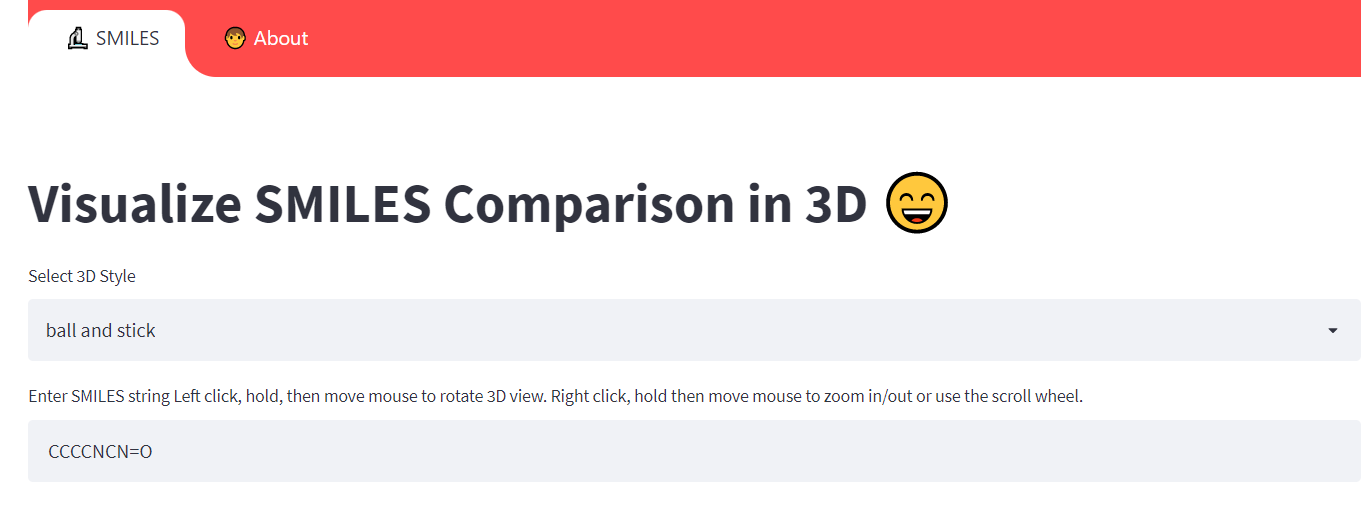 SMILES
About
Visualize SMILES Comparison in 3D
Select 3D Style
ball and stick
Enter SMILES string Left click, hold, then move mouse to rotate 3D view. Right click, hold then move mouse to zoom in/out or use the scroll wheel.
CCCCNCN=O